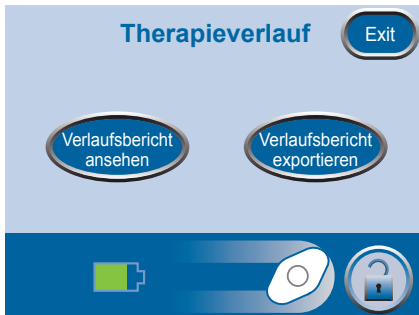 Therapieverlauf
Exit
Verlaufsbericht
ansehen
Verlaufsbericht
exportieren